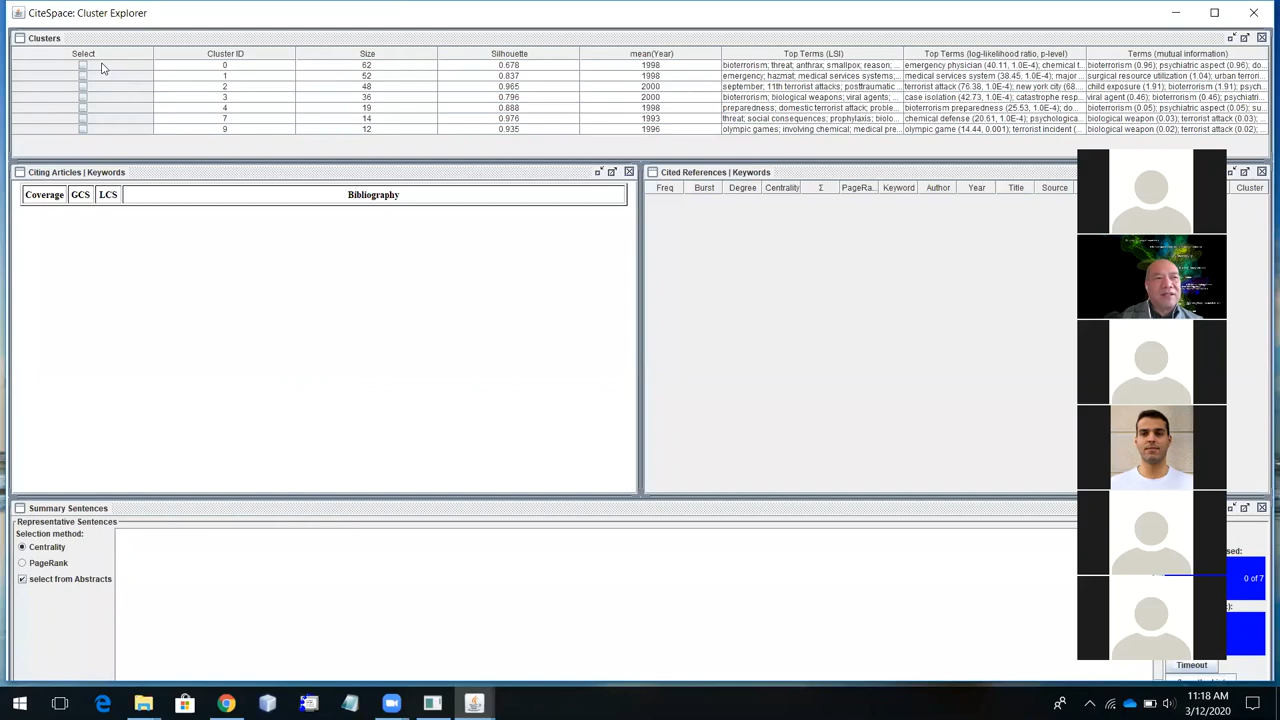 CiteSpace: Cluster Explorer
Clusters
Select Cluster ID Size Silhouette mean(Year) Top Terms (LSI) Top Terms (log-likelihood ratio, p-level) Terms (mutual information)
0 62 0.678 1998 bioterrorism; threat; anthrax; smallpox; reason; ... emergency physician (40.11, 1.0E-4); chemical t... bioterrorism (0.96); psychiatric aspect (0.96); do...
1 52 0.837 1998 emergency; hazmat; medical services systems; ... medical services system (38.45, 1.0E-4); major ... surgical resource utilization (1.04); urban terrori...
2 48 0.965 2000 september; 11th terrorist attacks; posttraumatic ... terrorist attack (76.38, 1.0E-4); new york city (68.... child exposure (1.91); bioterrorism (1.91); psych...
3 36 0.796 2000 bioterrorism; biological weapons; viral agents; ... case isolation (42.73, 1.0E-4); catastrophe resp... viral agent (0.46); bioterrorism (0.46); psychiatri...
4 19 0.888 1998 preparedness; domestic terrorist attack; proble... bioterrorism preparedness (25.53, 1.0E-4); do... bioterrorism (0.05); psychiatric aspect (0.05); su...
7 14 0.976 1993 threat; social consequences; prophylaxis; biolo... chemical defense (20.61, 1.0E-4); psychologica... biological weapon (0.03); terrorist attack (0.03); ...
9 12 0.935 1996 olympic games; involving chemical; medical pre... olympic game (14.44, 0.001); terrorist incident (... biological weapon (0.02); terrorist attack (0.02); ...
Citing Articles | Keywords
Cited References | Keywords
Coverage GCS LCS Bibliography
Freq Burst Degree Centrality Σ PageRa... Keyword Author Year Title Source Cluster
Summary Sentences
Representative Sentences
Selection method:
Centrality
PageRank
select from Abstracts
sed:
0 of 7
Timeout
11:18 AM
3/12/2020